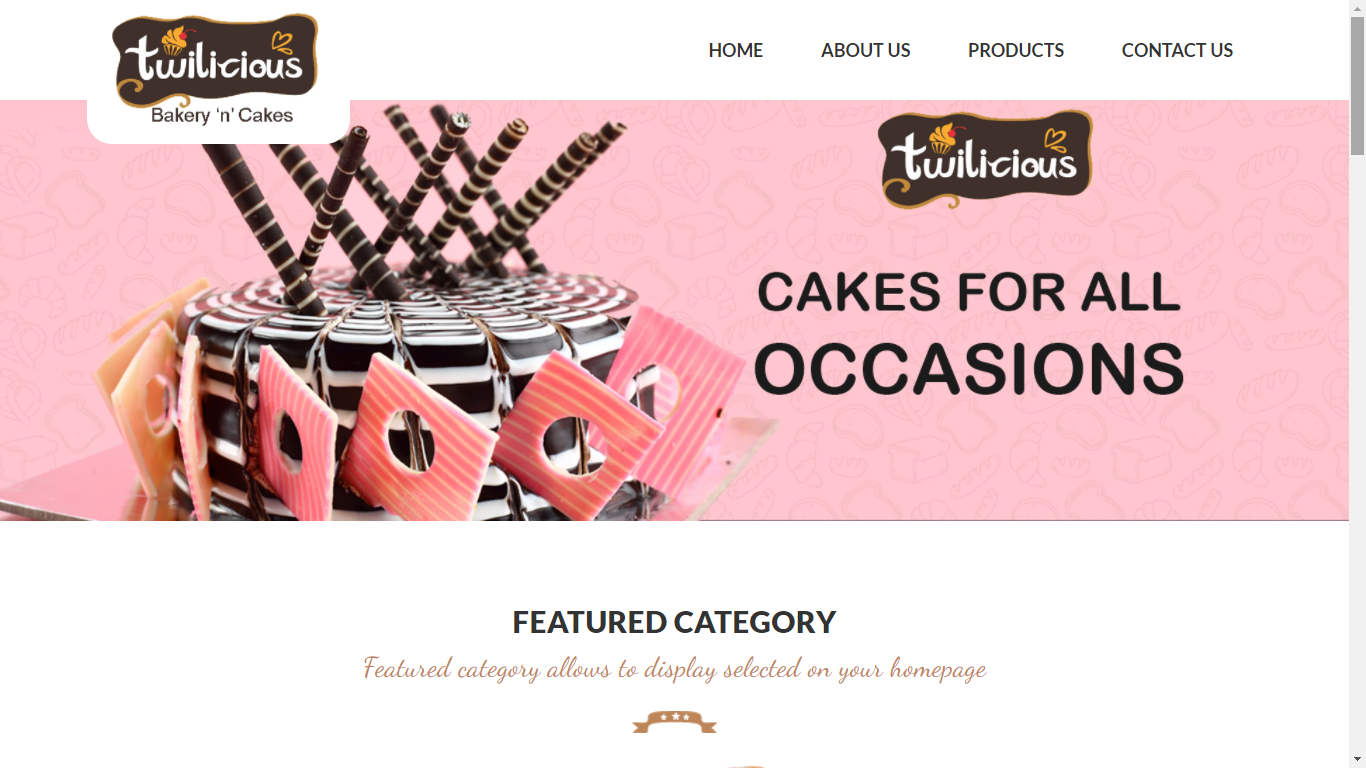 twilicious
Bakery 'n' Cakes
HOME
ABOUT US
PRODUCTS
CONTACT US
twilicious
CAKES FOR ALL
OCCASIONS
FEATURED CATEGORY
Featured category allows to display selected on your homepage